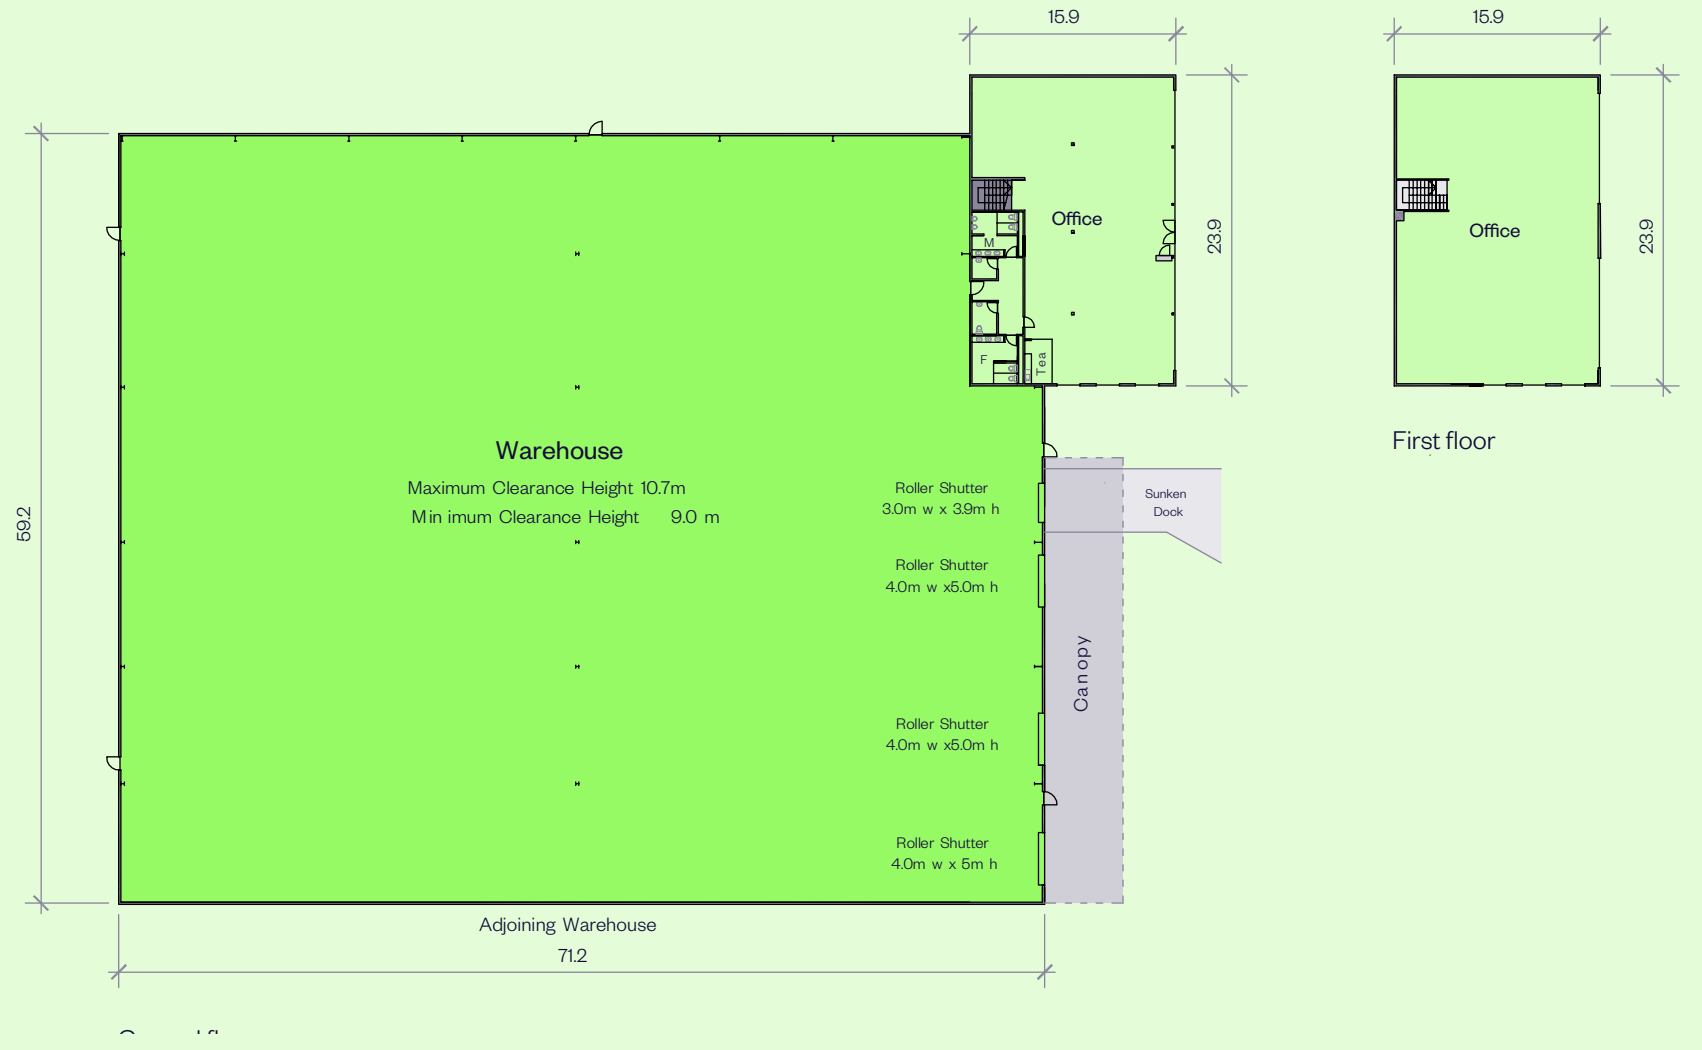 15.9
15.9
23.9
23.9
Office
Office
M
F
Tea
First floor
Warehouse
Maximum Clearance Height 10.7m
Min imum Clearance Height 9.0 m
59.2
Roller Shutter
3.0m w x 3.9m h
Sunken
Dock
Roller Shutter
4.0m w x5.0m h
Canopy
Roller Shutter
4.0m w x5.0m h
Roller Shutter
4.0m w x 5m h
Adjoining Warehouse
71.2